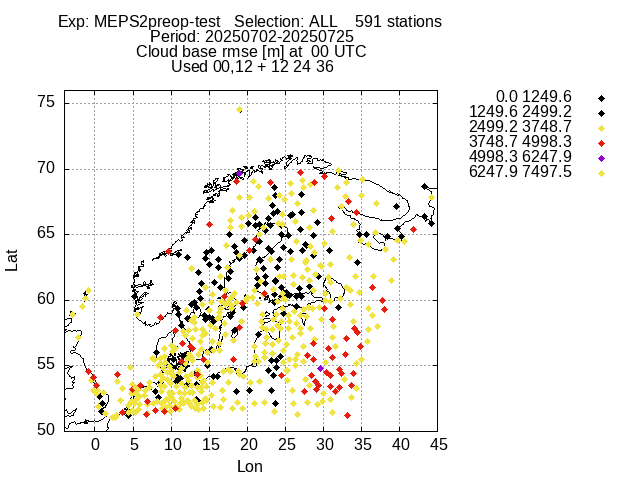 Exp: MEPS2preop-test   Selection: ALL    591 stations
Period: 20250702-20250725
Cloud base rmse [m] at  00 UTC
Used 00,12 + 12 24 36
0.0 1249.6
1249.6 2499.2
2499.2 3748.7
3748.7 4998.3
4998.3 6247.9
6247.9 7497.5
75
70
65
60
55
50
Lat
0 5 10 15 20 25 30 35 40 45
Lon